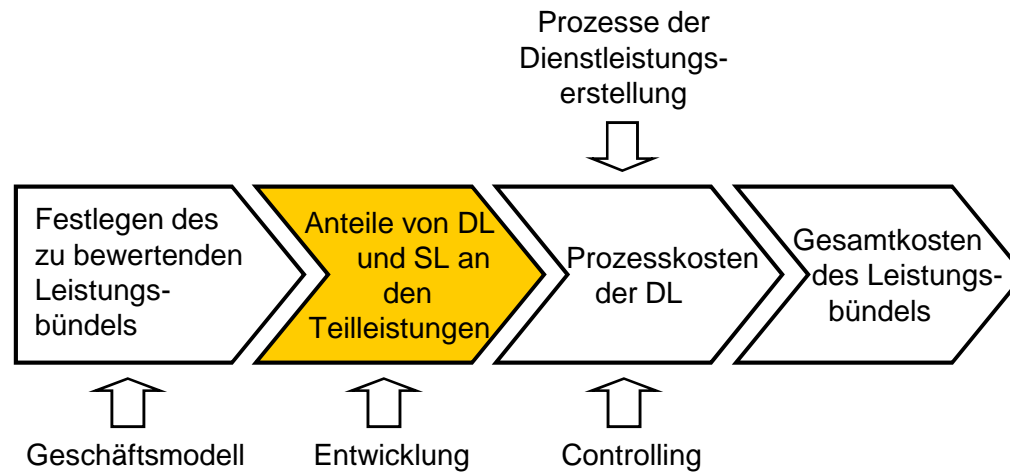 Prozesse der
Dienstleistungs-
erstellung
Festlegen des
zu bewertenden
Leistungs-
bündels
Anteile von DL
und SL an
den
Teilleistungen
Prozesskosten
der DL
Gesamtkosten
des Leistungs-
bündels
Geschäftsmodell
Entwicklung
Controlling